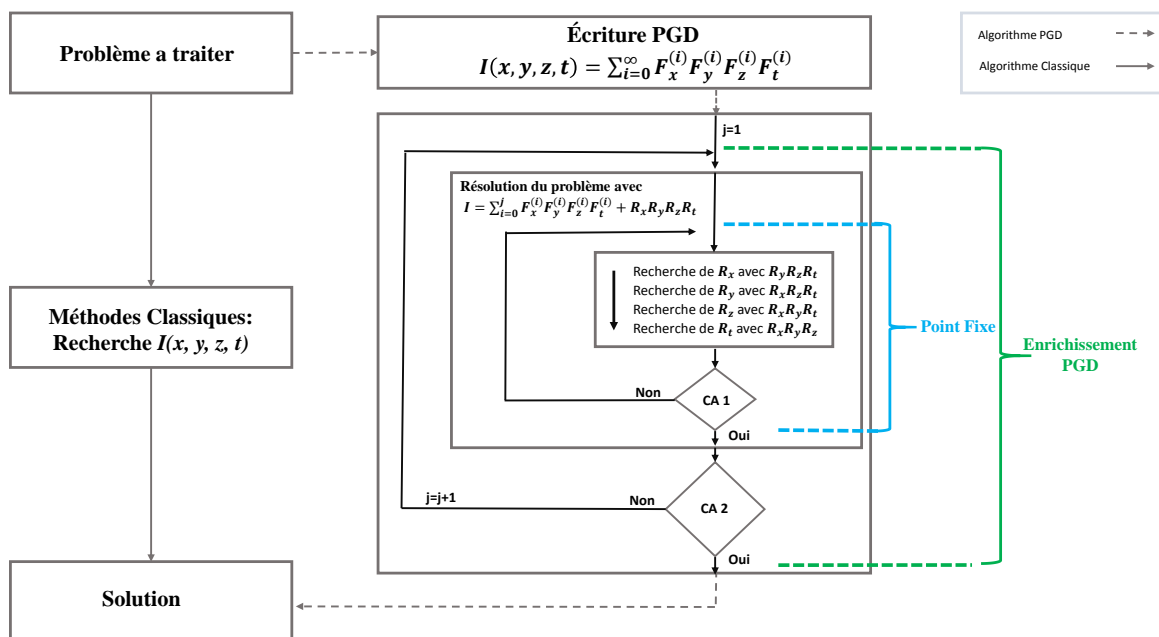 Problème a traiter
Écriture PGD
I(x, y, z, t) = ∑_{i=0}^{∞} F_x^{(i)} F_y^{(i)} F_z^{(i)} F_t^{(i)}
Algorithme PGD
Algorithme Classique
j=1
Résolution du problème avec
I = ∑_{i=0}^{j} F_x^{(i)} F_y^{(i)} F_z^{(i)} F_t^{(i)} + R_x R_y R_z R_t
Recherche de R_x avec R_y R_z R_t
Recherche de R_y avec R_x R_z R_t
Recherche de R_z avec R_x R_y R_t
Recherche de R_t avec R_x R_y R_z
Méthodes Classiques:
Recherche I(x, y, z, t)
Point Fixe
Enrichissement
PGD
Non
CA 1
Oui
j=j+1
Non
CA 2
Oui
Solution